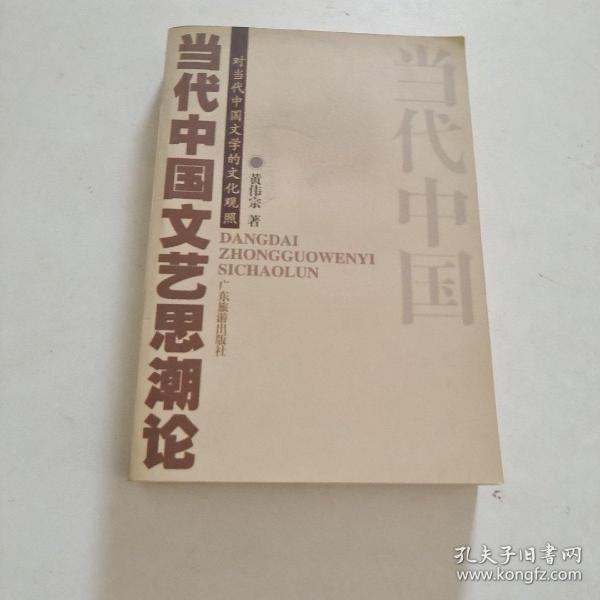 当代中国文艺思潮论
对当代中国文学的文化观照
黄伟宗 著
DANGDAI
ZHONGGUOWENYI
SICHAOLUN
广东旅游出版社
当代中国
孔夫子旧书网
www.kongfz.com